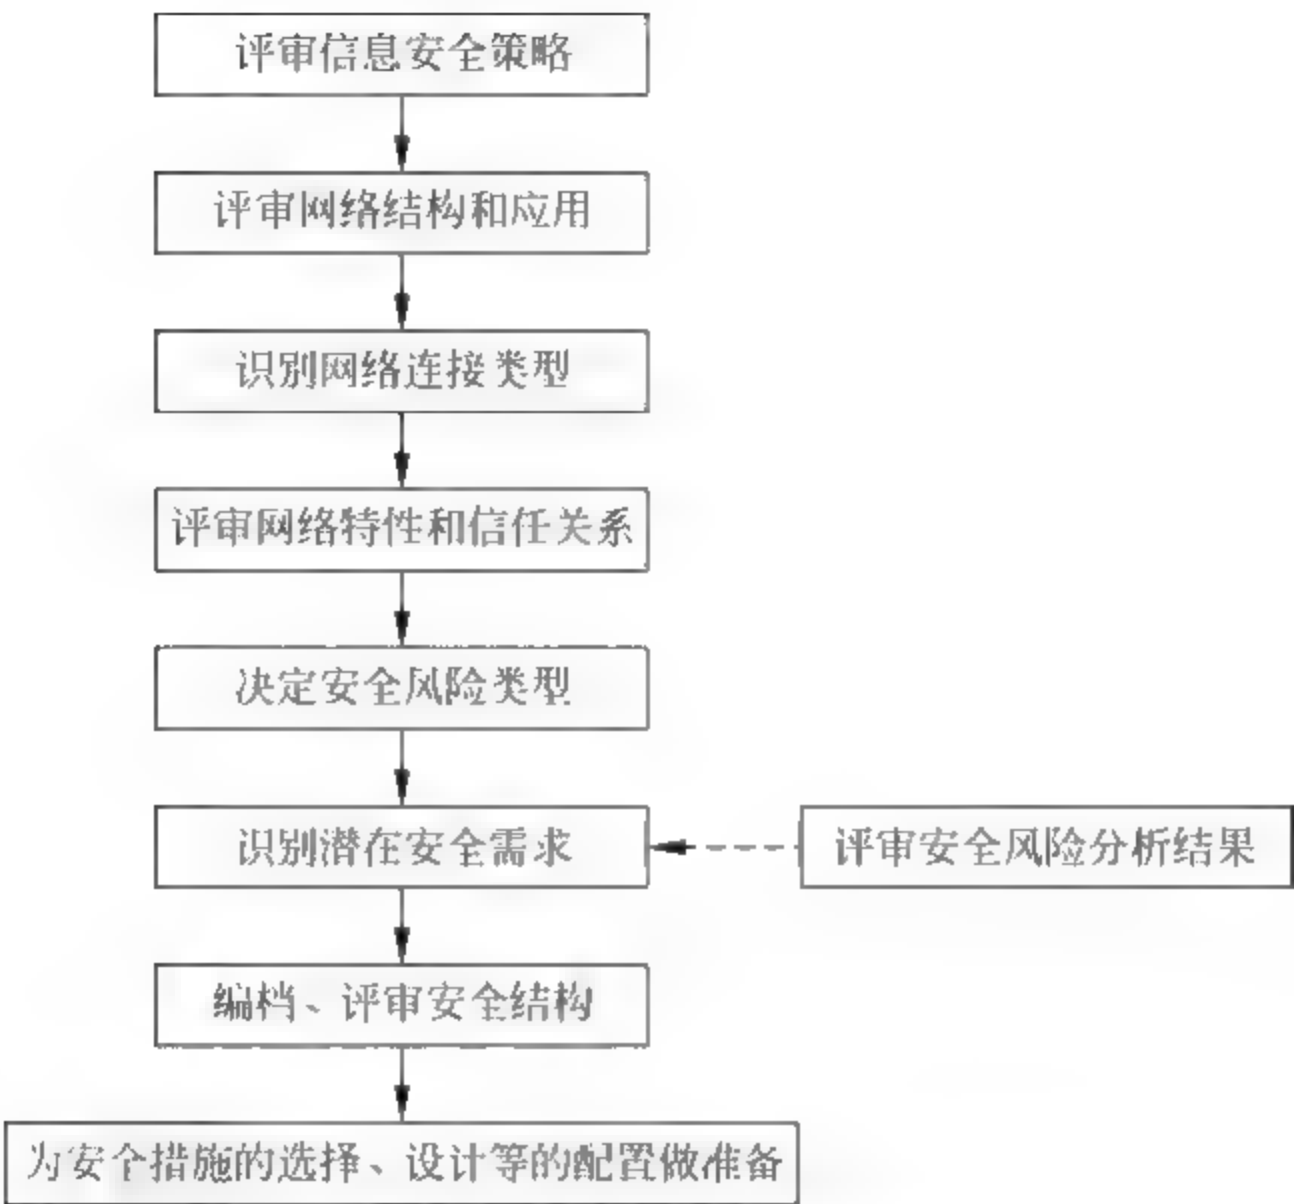 评审信息安全策略
评审网络结构和应用
识别网络连接类型
评审网络特性和信任关系
决定安全风险类型
识别潜在安全需求
评审安全风险分析结果
编档、评审安全结构
为安全措施的选择、设计等的配置做准备